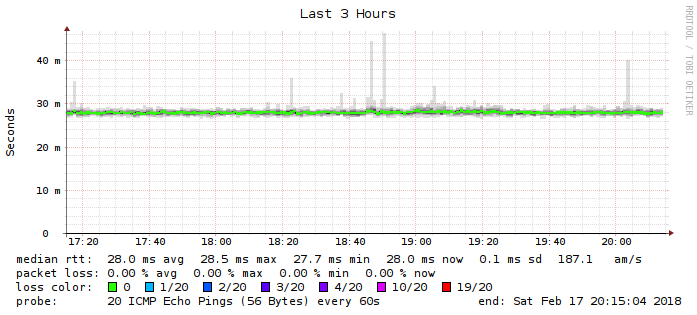 Last 3 Hours
RRDTOOL / TOBI OETIKER
Seconds
40 m
30 m
20 m
10 m
0
17:20 17:40 18:00 18:20 18:40 19:00 19:20 19:40 20:00
median rtt: 28.0 ms avg 28.5 ms max 27.7 ms min 28.0 ms now 0.1 ms sd 187.1 am/s
packet loss: 0.00 % avg 0.00 % max 0.00 % min 0.00 % now
loss color: 0 1/20 2/20 3/20 4/20 10/20 19/20
probe: 20 ICMP Echo Pings (56 Bytes) every 60s end: Sat Feb 17 20:15:04 2018